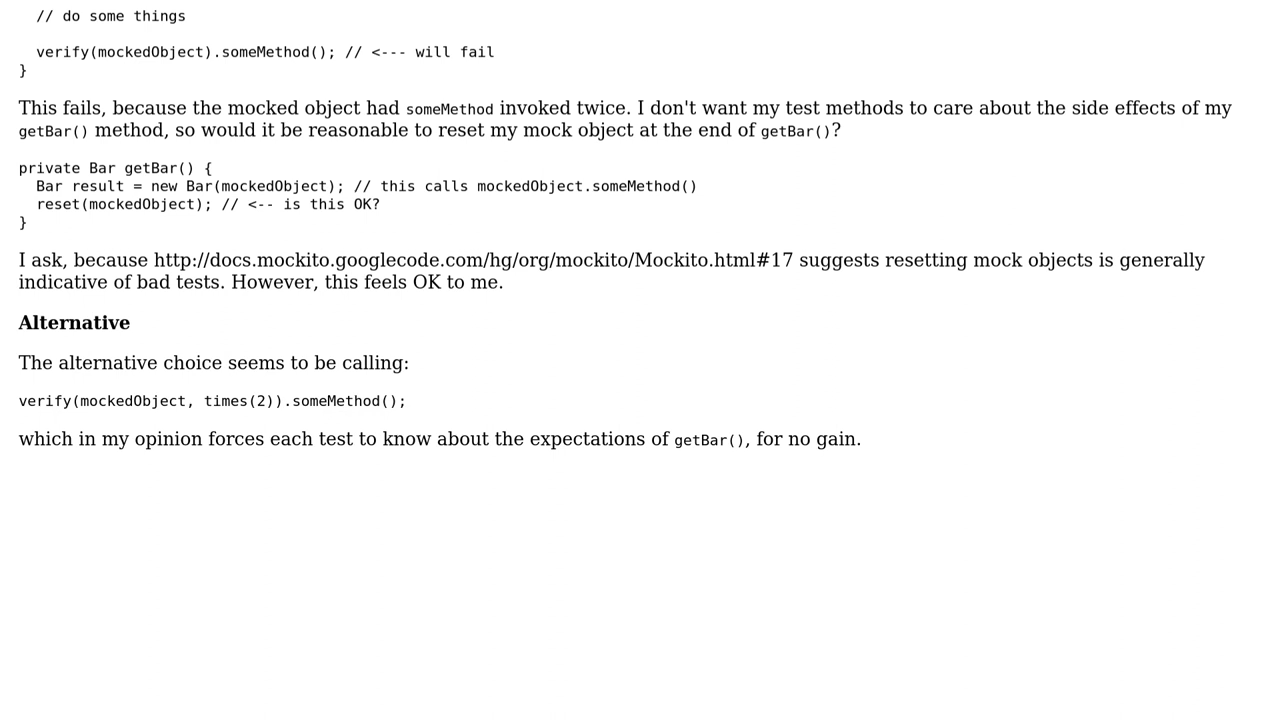 // do some things
verify(mockedObject).someMethod(); // <--- will fail
}
This fails, because the mocked object had someMethod invoked twice. I don't want my test methods to care about the side effects of my
getBar() method, so would it be reasonable to reset my mock object at the end of getBar()?
private Bar getBar() {
Bar result = new Bar(mockedObject); // this calls mockedObject.someMethod()
reset(mockedObject); // <-- is this OK?
}
I ask, because http://docs.mockito.googlecode.com/hg/org/mockito/Mockito.html#17 suggests resetting mock objects is generally
indicative of bad tests. However, this feels OK to me.
Alternative
The alternative choice seems to be calling:
verify(mockedObject, times(2)).someMethod();
which in my opinion forces each test to know about the expectations of getBar(), for no gain.